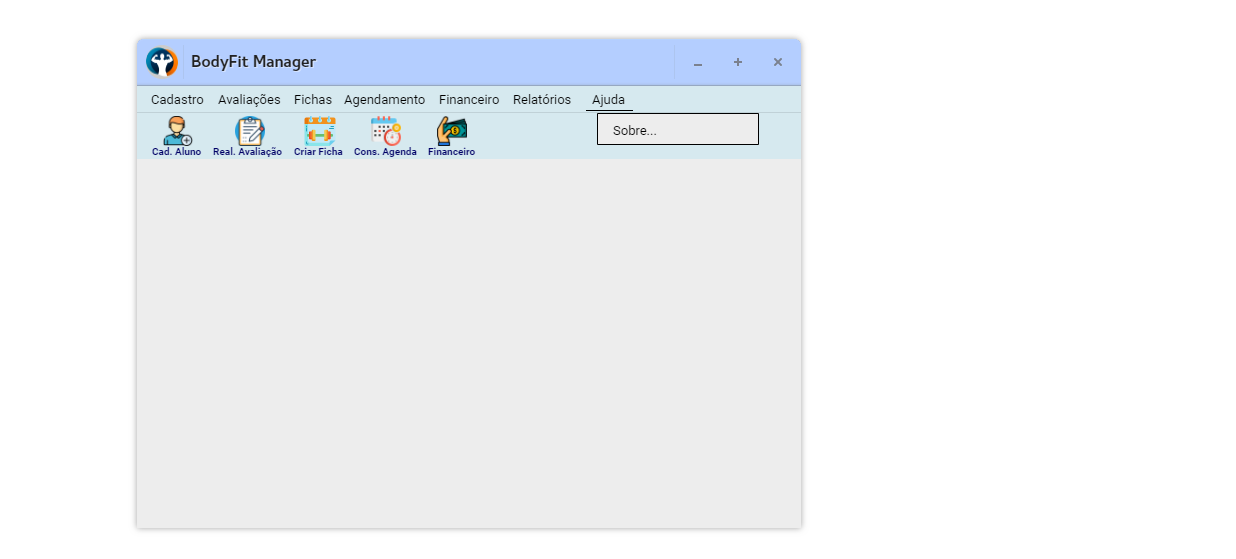 BodyFit Manager
Cadastro Avaliações Fichas Agendamento Financeiro Relatórios Ajuda
Sobre...
Cad. Aluno Real. Avaliação Criar Ficha Cons. Agenda Financeiro